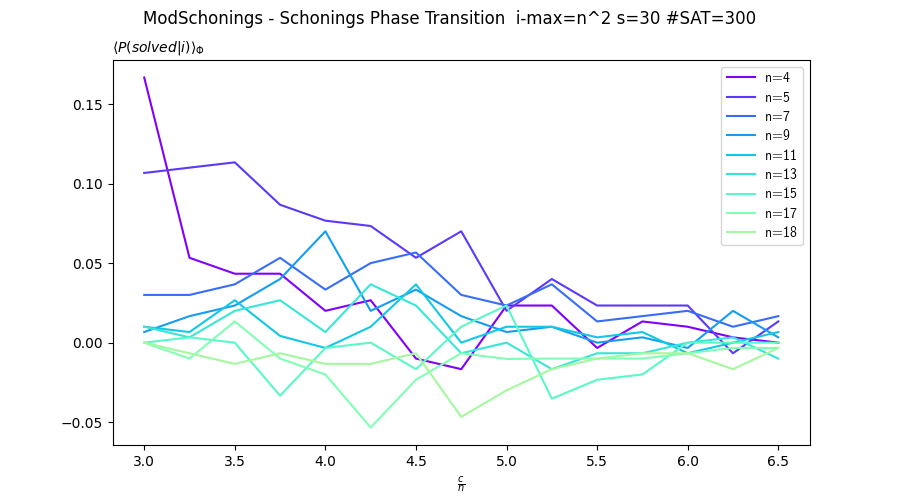 ModSchonings - Schonings Phase Transition  i-max=n^2 s=30 #SAT=300
⟨P(solved|i)⟩Φ
0.15
0.10
0.05
0.00
−0.05
3.0 3.5 4.0 4.5 5.0 5.5 6.0 6.5
c/n
n=4
n=5
n=7
n=9
n=11
n=13
n=15
n=17
n=18